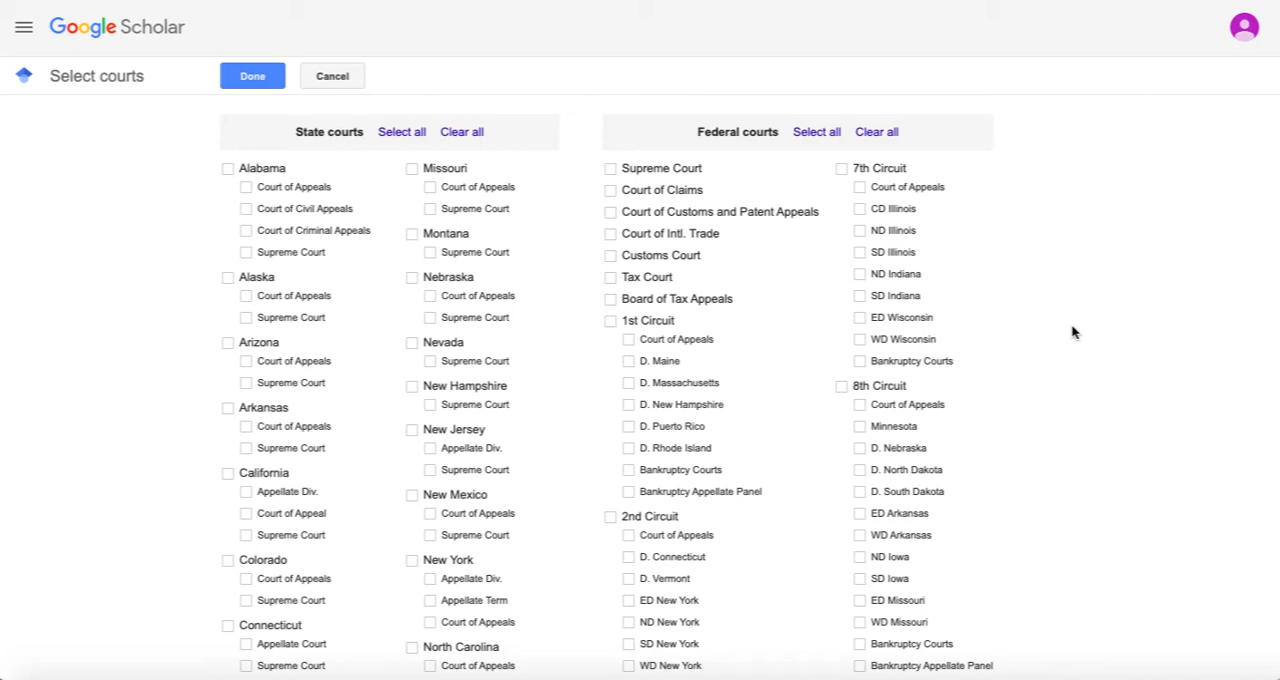 Google Scholar
Select courts
Done
Cancel
State courts Select all Clear all
Alabama
Court of Appeals
Court of Civil Appeals
Court of Criminal Appeals
Supreme Court
Alaska
Court of Appeals
Supreme Court
Arizona
Court of Appeals
Supreme Court
Arkansas
Court of Appeals
Supreme Court
California
Appellate Div.
Court of Appeal
Supreme Court
Colorado
Court of Appeals
Supreme Court
Connecticut
Appellate Court
Supreme Court
Missouri
Court of Appeals
Supreme Court
Montana
Supreme Court
Nebraska
Court of Appeals
Supreme Court
Nevada
Supreme Court
New Hampshire
Supreme Court
New Jersey
Appellate Div.
Supreme Court
New Mexico
Court of Appeals
Supreme Court
New York
Appellate Div.
Appellate Term
Court of Appeals
North Carolina
Court of Appeals
Federal courts Select all Clear all
Supreme Court
Court of Claims
Court of Customs and Patent Appeals
Court of Intl. Trade
Customs Court
Tax Court
Board of Tax Appeals
1st Circuit
Court of Appeals
D. Maine
D. Massachusetts
D. New Hampshire
D. Puerto Rico
D. Rhode Island
Bankruptcy Courts
Bankruptcy Appellate Panel
2nd Circuit
Court of Appeals
D. Connecticut
D. Vermont
ED New York
ND New York
SD New York
WD New York
7th Circuit
Court of Appeals
CD Illinois
ND Illinois
SD Illinois
ND Indiana
SD Indiana
ED Wisconsin
WD Wisconsin
Bankruptcy Courts
8th Circuit
Court of Appeals
Minnesota
D. Nebraska
D. North Dakota
D. South Dakota
ED Arkansas
WD Arkansas
ND Iowa
SD Iowa
ED Missouri
WD Missouri
Bankruptcy Courts
Bankruptcy Appellate Panel